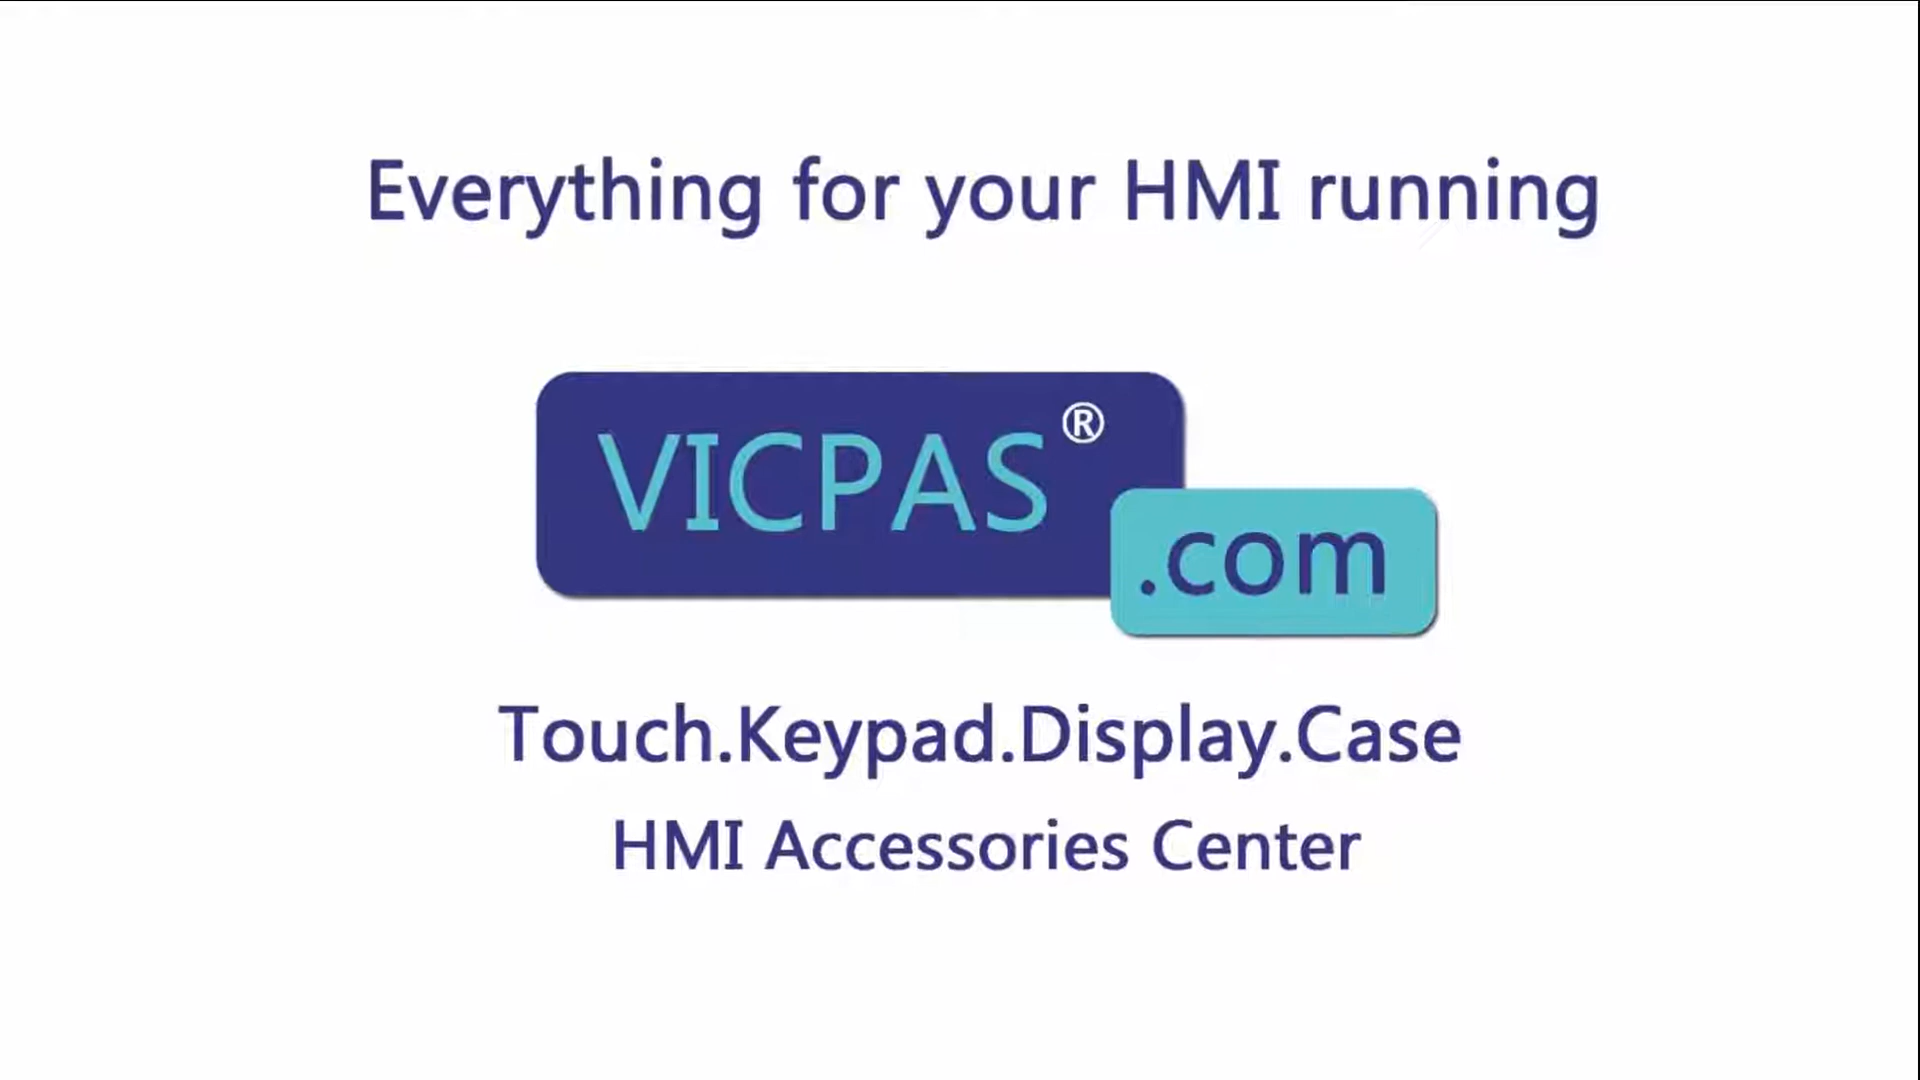 Everything for your HMI running
VICPAS®
.com
Touch.Keypad.Display.Case
HMI Accessories Center